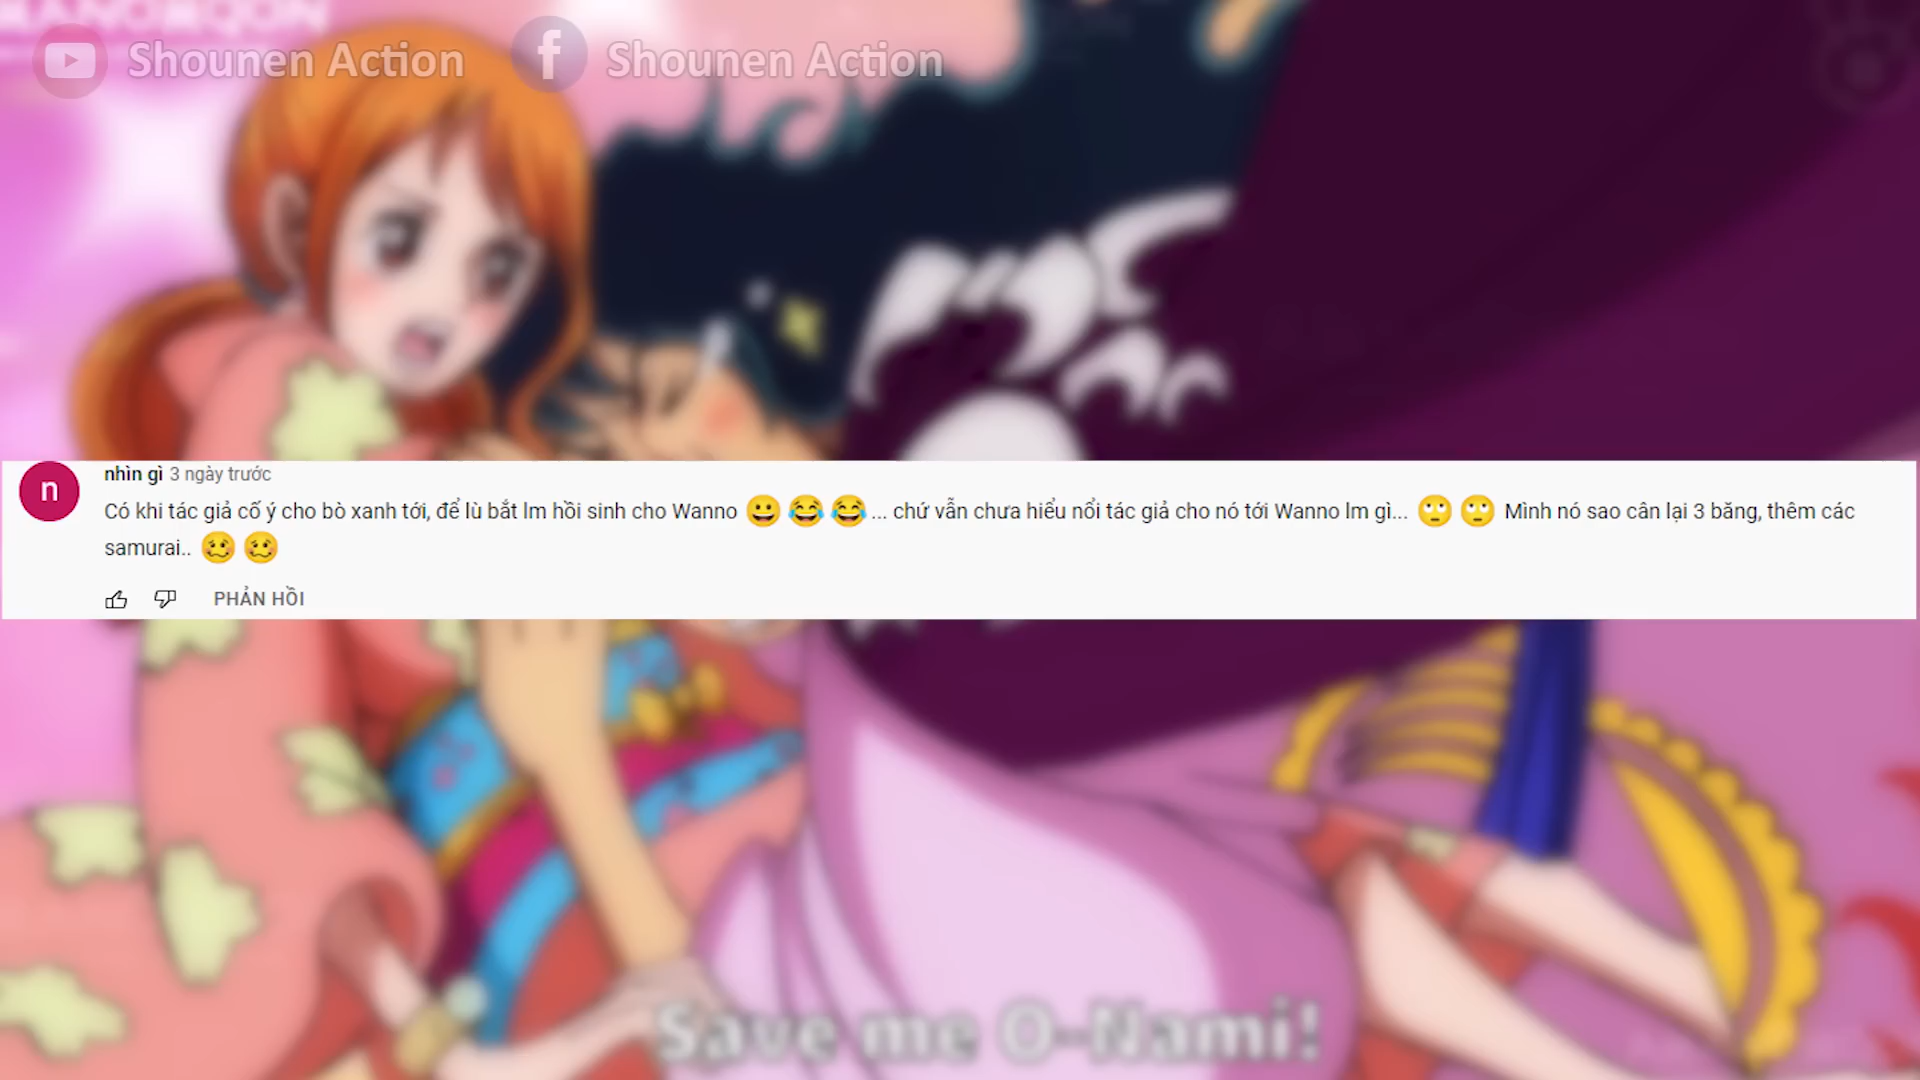 Shounen Action
Shounen Action
n
nhìn gì 3 ngày trước
Có khi tác giả cố ý cho bò xanh tới, để lù bắt lm hồi sinh cho Wanno 😀 😂 😂 ... chứ vẫn chưa hiểu nổi tác giả cho nó tới Wanno lm gì... 🙄 🙄 Mình nó sao cân lại 3 băng, thêm các
samurai.. 🥴 🥴
PHẢN HỒI
Save me O-Nami!